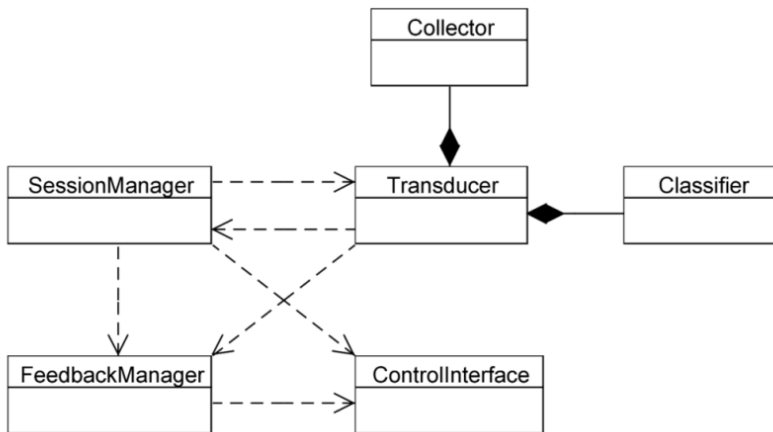 Collector
SessionManager
Transducer
Classifier
FeedbackManager
ControlInterface